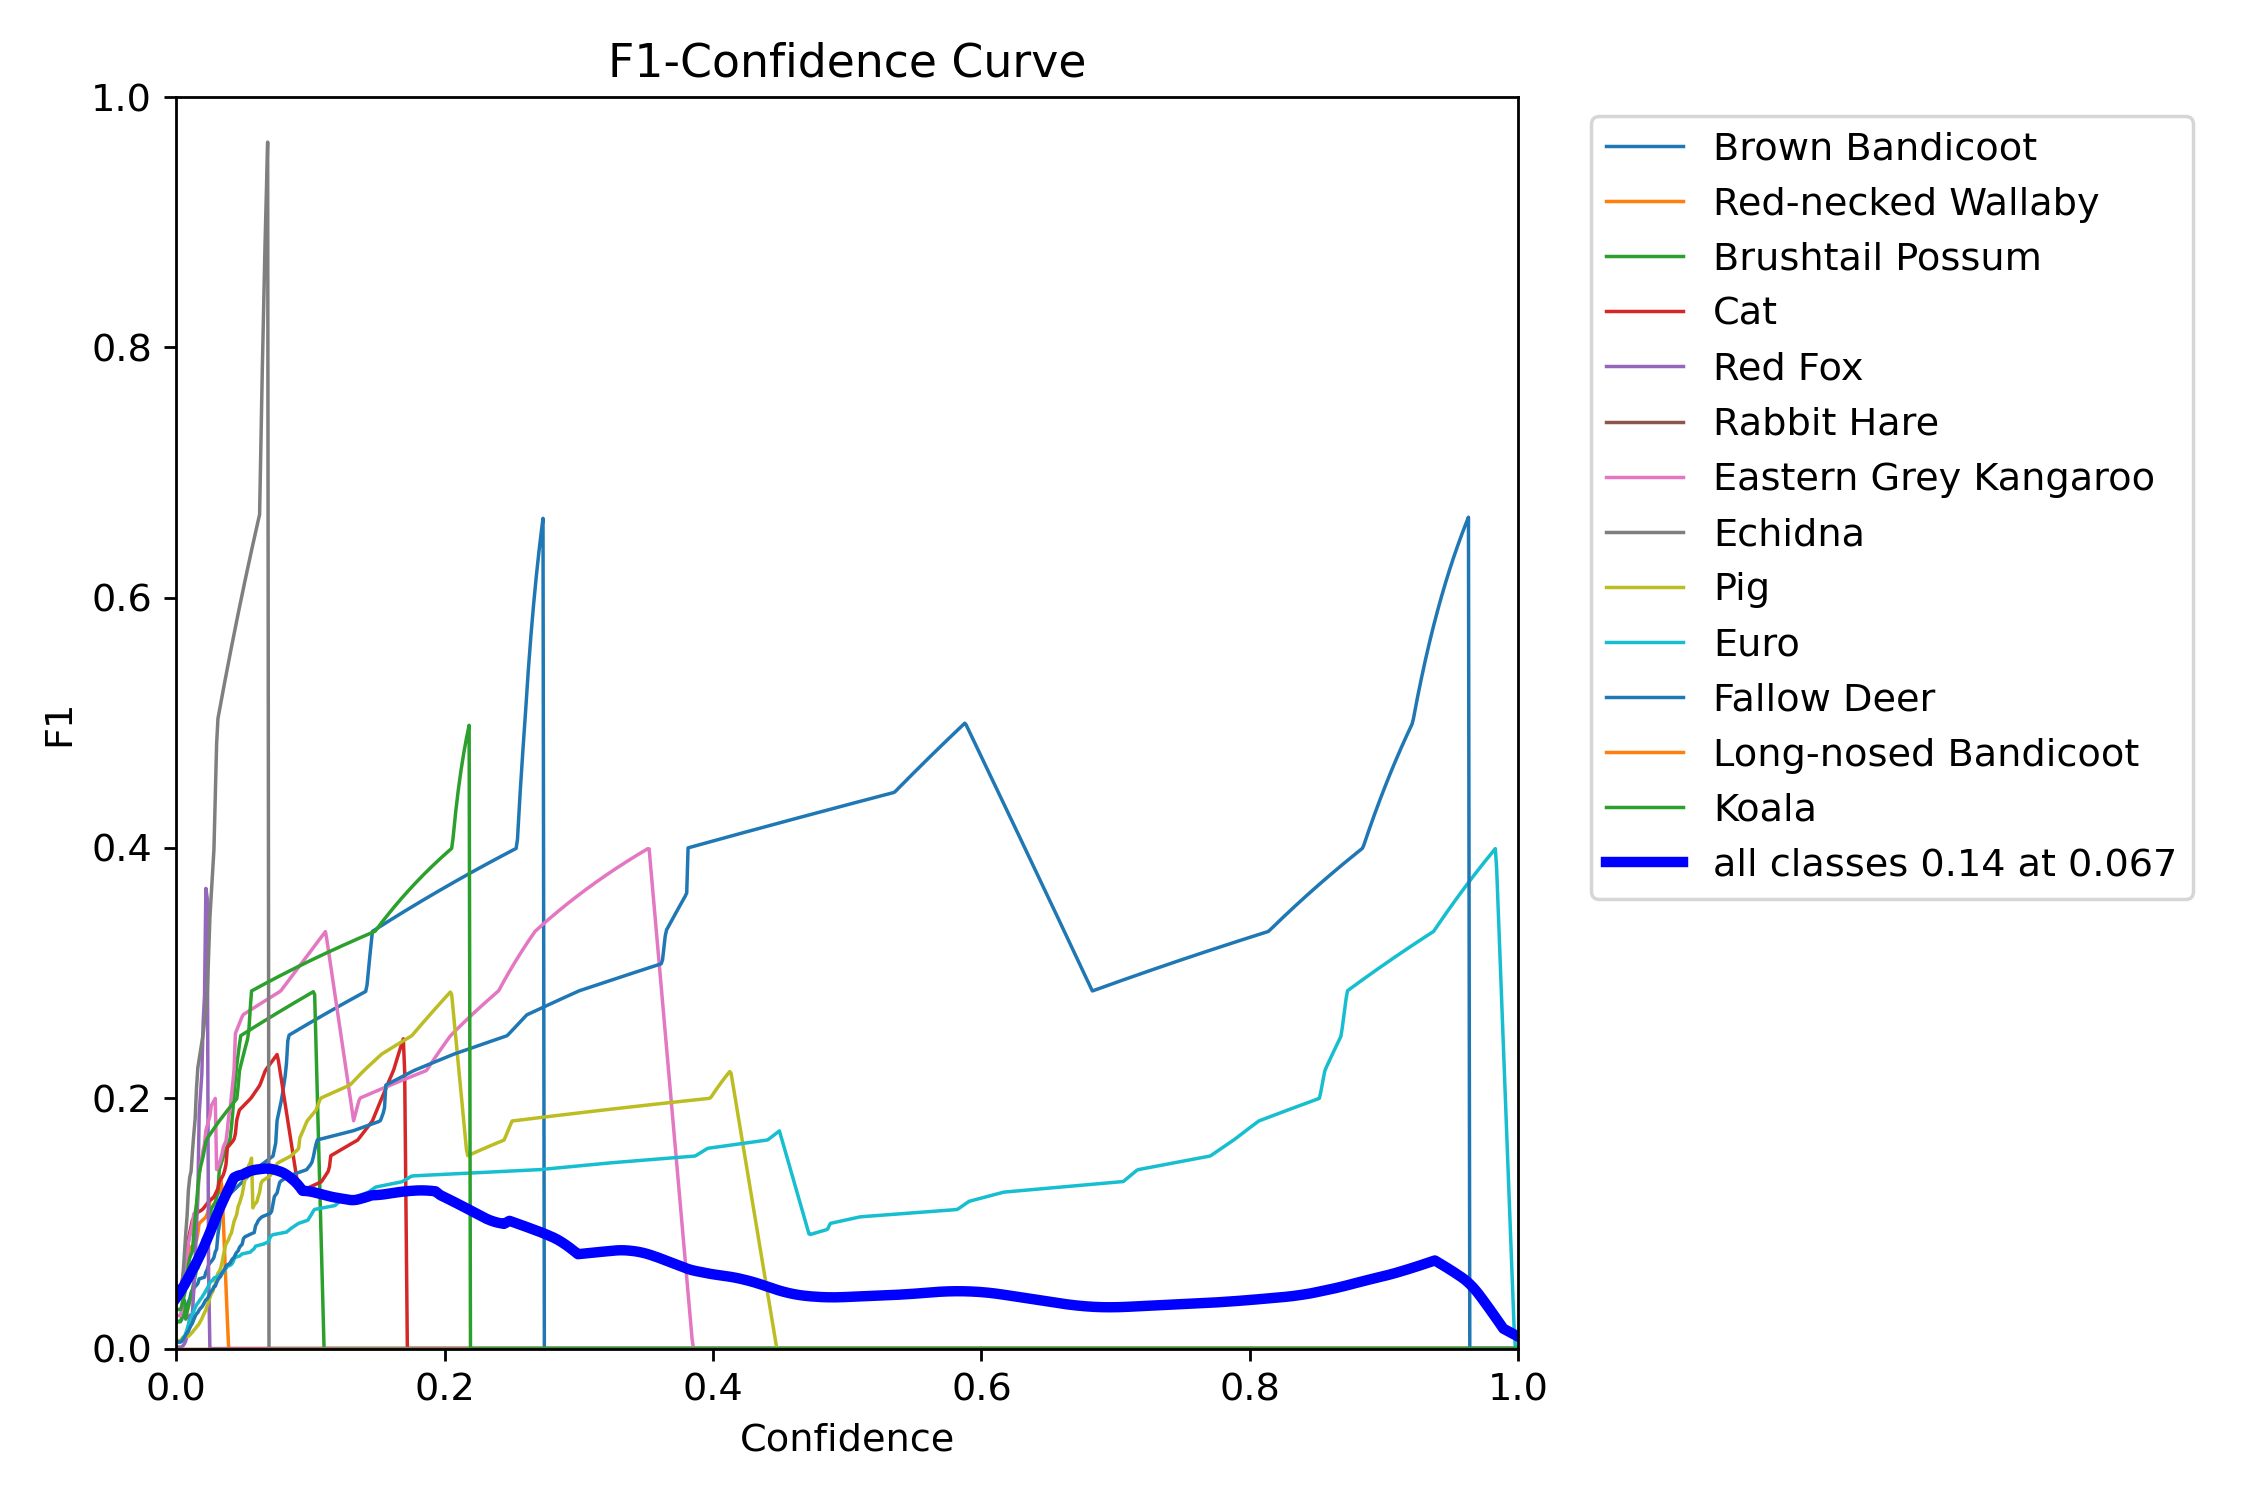 F1-Confidence Curve
1.0
0.8
0.6
0.4
0.2
0.0
F1
0.0 0.2 0.4 0.6 0.8 1.0
Confidence
Brown Bandicoot
Red-necked Wallaby
Brushtail Possum
Cat
Red Fox
Rabbit Hare
Eastern Grey Kangaroo
Echidna
Pig
Euro
Fallow Deer
Long-nosed Bandicoot
Koala
all classes 0.14 at 0.067